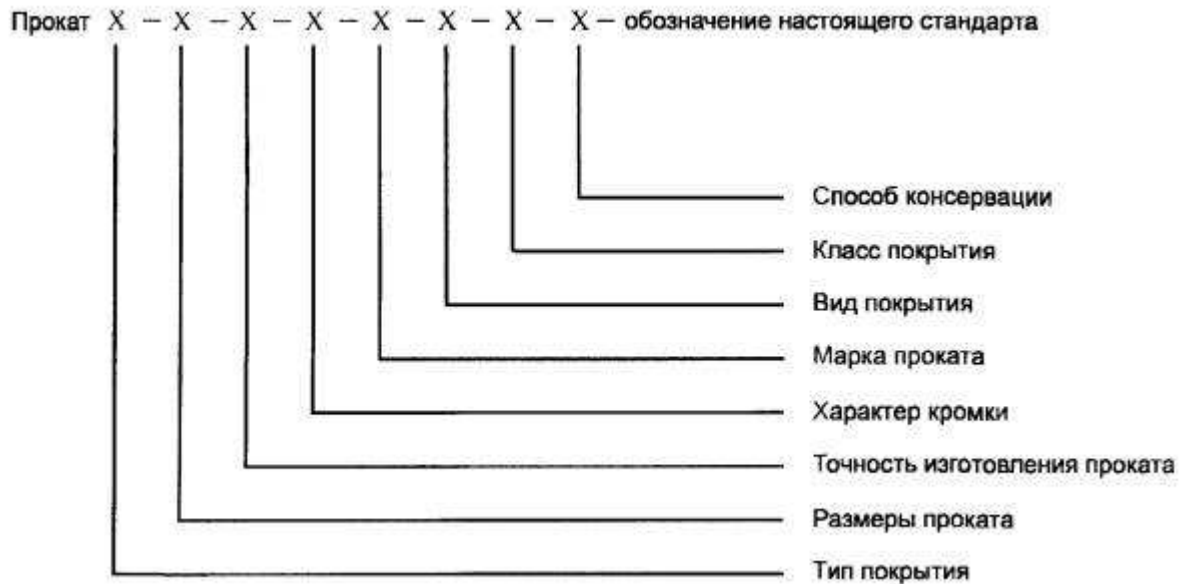 Прокат X – X – X – X – X – X – X – X – обозначение настоящего стандарта
Способ консервации
Класс покрытия
Вид покрытия
Марка проката
Характер кромки
Точность изготовления проката
Размеры проката
Тип покрытия